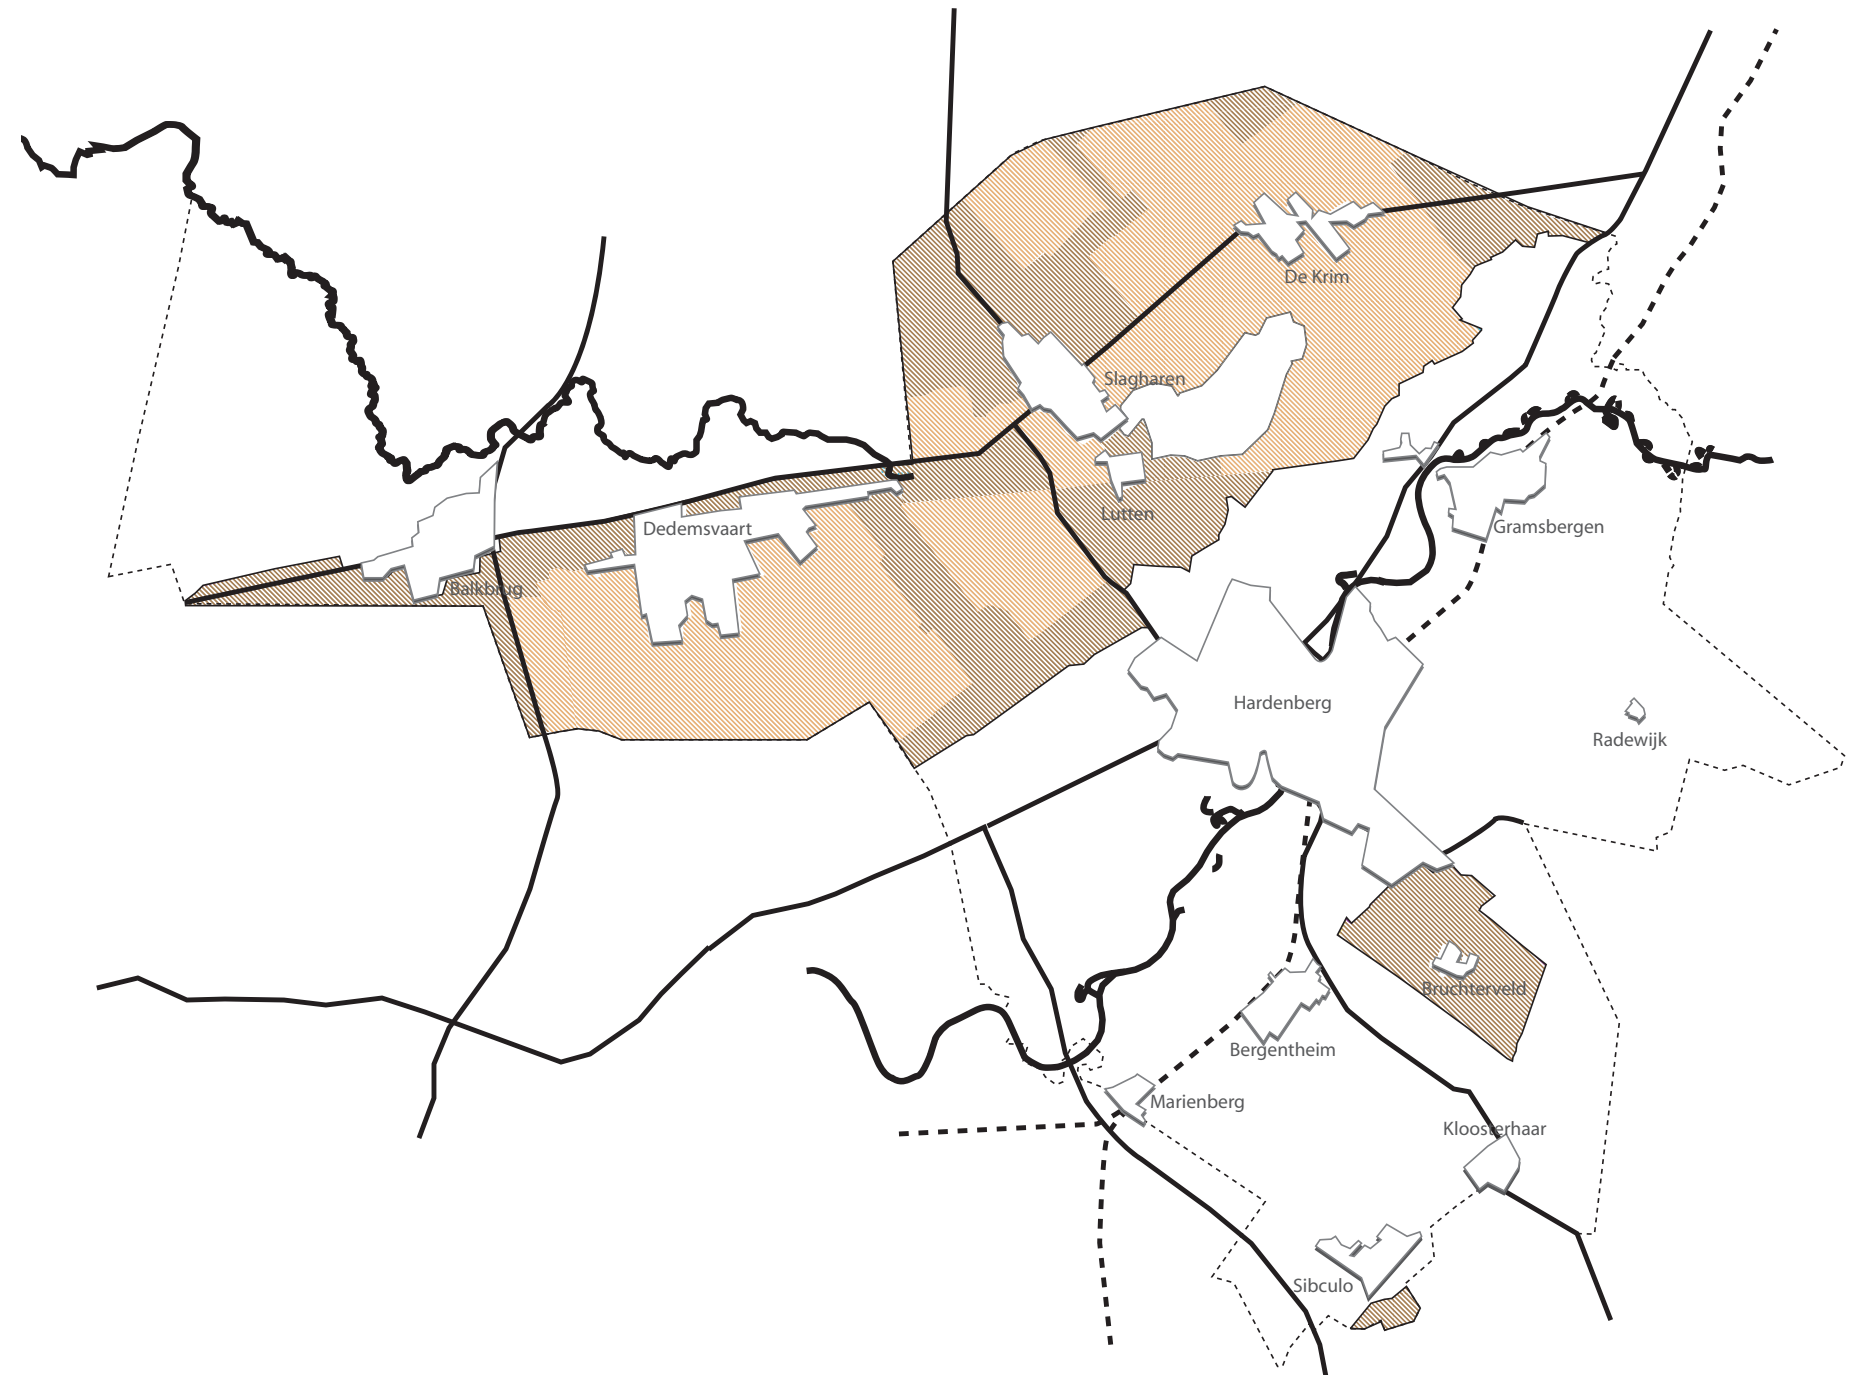 De Krim
Slagharen
Lutten
Dedemsvaart
Gramsbergen
Balkbrug
Hardenberg
Radewijk
Bruchterveld
Bergentheim
Marienberg
Kloosterhaar
Sibculo